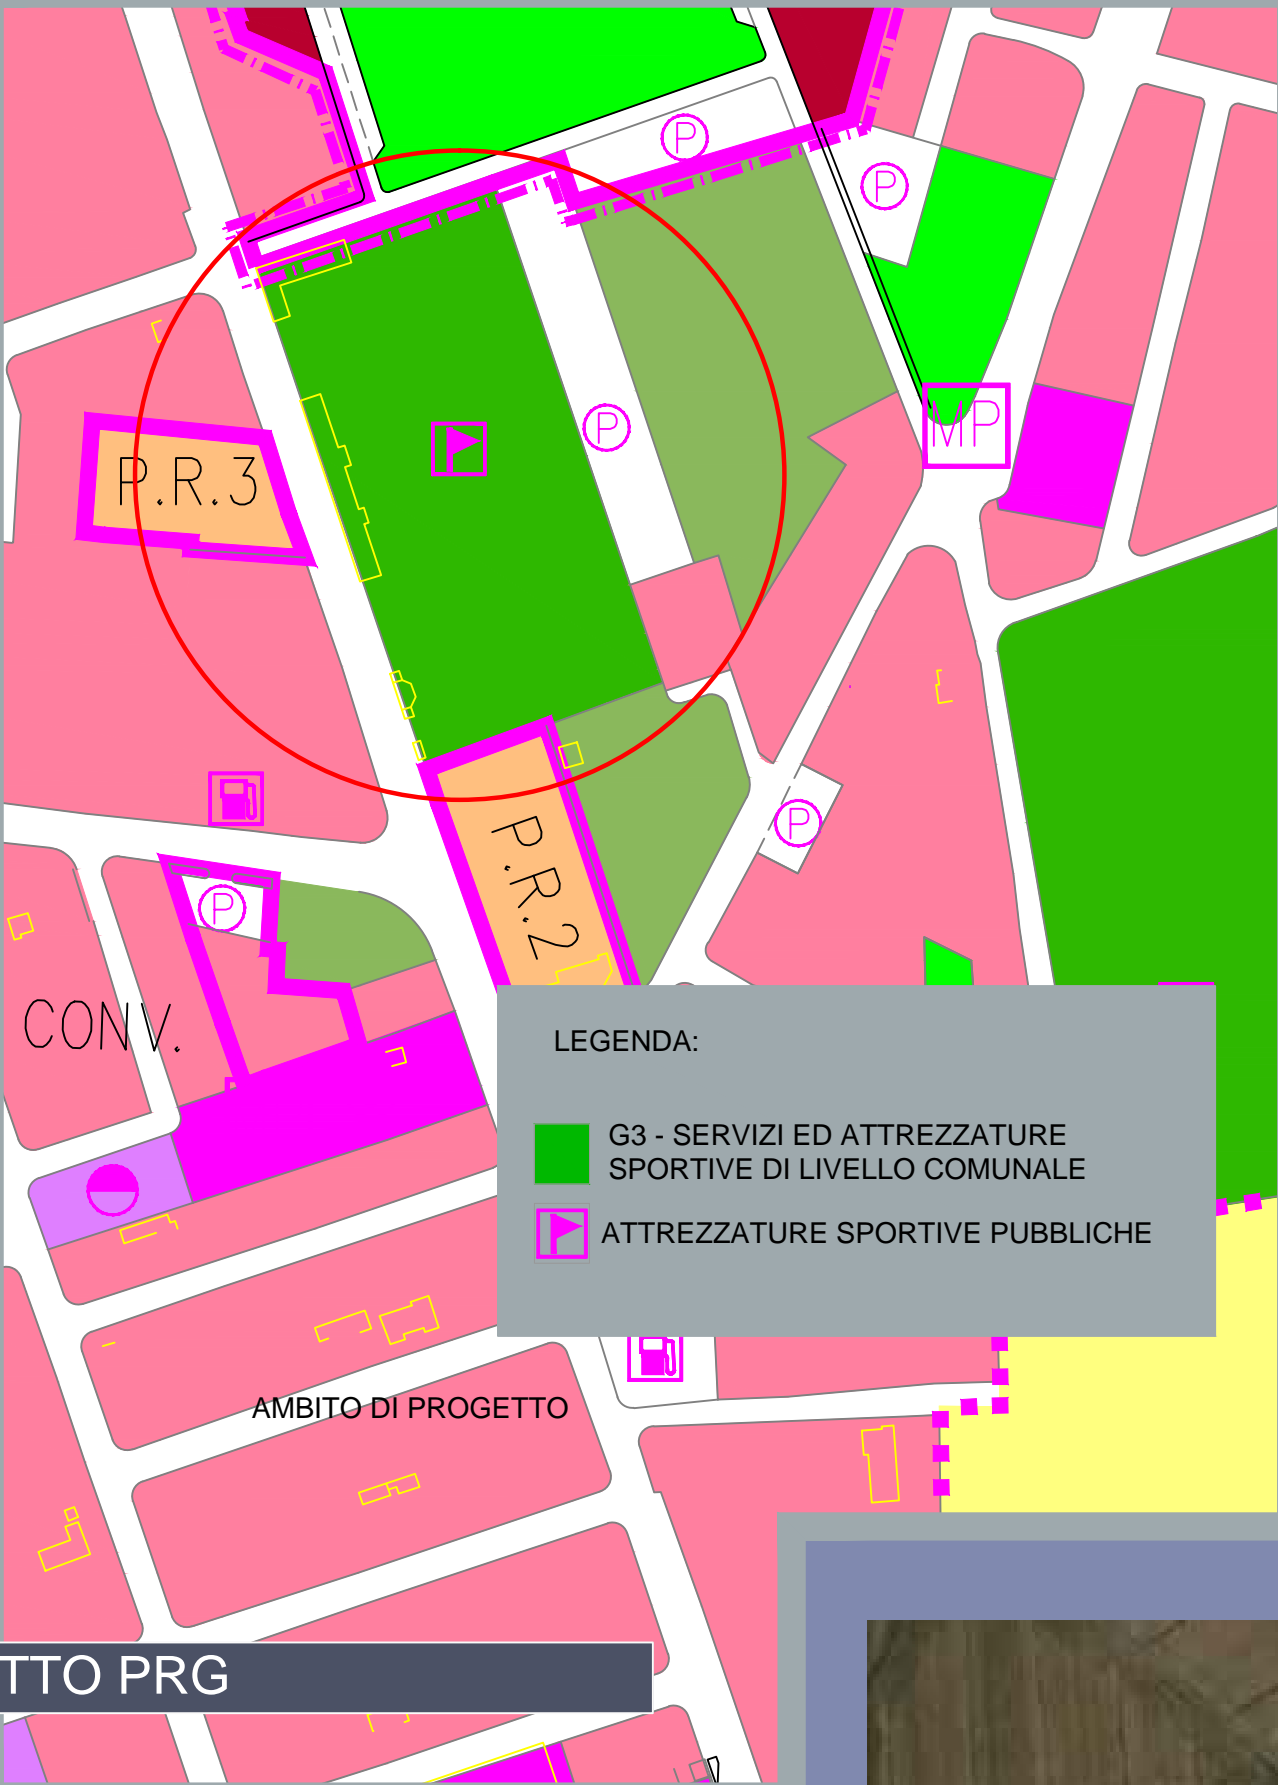 P
P
P
P.R.3
MP
P
P.R.2
P
CONV.
LEGENDA:
G3 - SERVIZI ED ATTREZZATURE
SPORTIVE DI LIVELLO COMUNALE
ATTREZZATURE SPORTIVE PUBBLICHE
AMBITO DI PROGETTO
TTO PRG